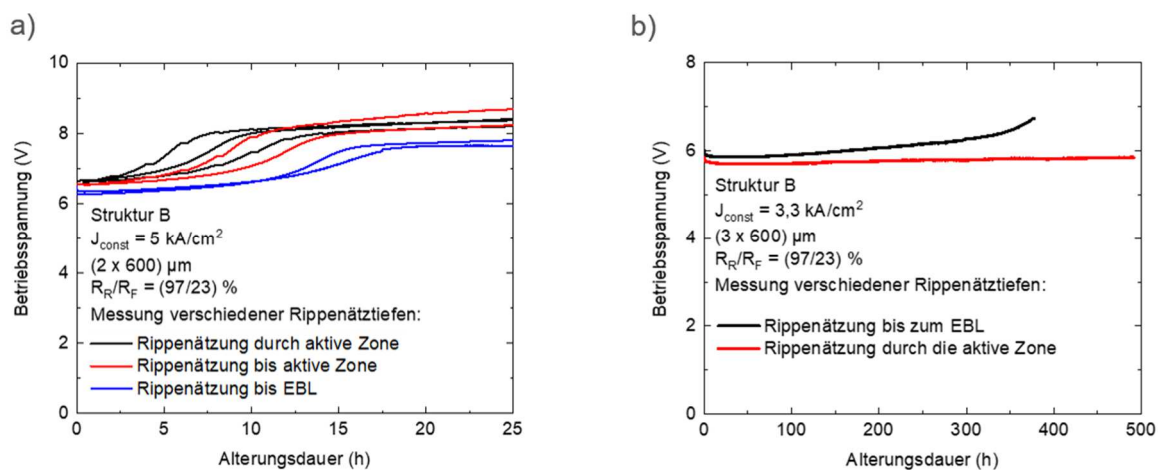 a)
10
8
6
4
2
0
Betriebsspannung (V)
Struktur B
J_const = 5 kA/cm²
(2 x 600) µm
R_R/R_F = (97/23) %
Messung verschiedener Rippenätztiefen:
Rippenätzung durch aktive Zone
Rippenätzung bis aktive Zone
Rippenätzung bis EBL
0 5 10 15 20 25
Alterungsdauer (h)
b)
8
6
4
2
0
Betriebsspannung (V)
Struktur B
J_const = 3,3 kA/cm²
(3 x 600) µm
R_R/R_F = (97/23) %
Messung verschiedener Rippenätztiefen:
Rippenätzung bis zum EBL
Rippenätzung durch die aktive Zone
0 100 200 300 400 500
Alterungsdauer (h)